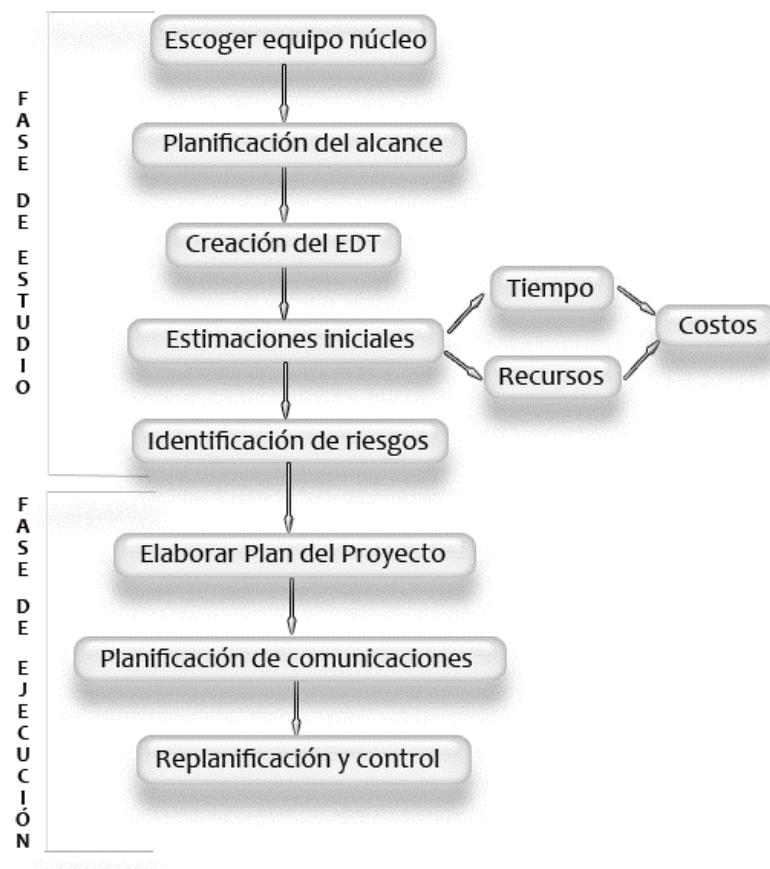 FASE DE ESTUDIO
Escoger equipo núcleo
Planificación del alcance
Creación del EDT
Estimaciones iniciales
Tiempo
Recursos
Costos
Identificación de riesgos
FASE DE EJECUCIÓN
Elaborar Plan del Proyecto
Planificación de comunicaciones
Replanificación y control